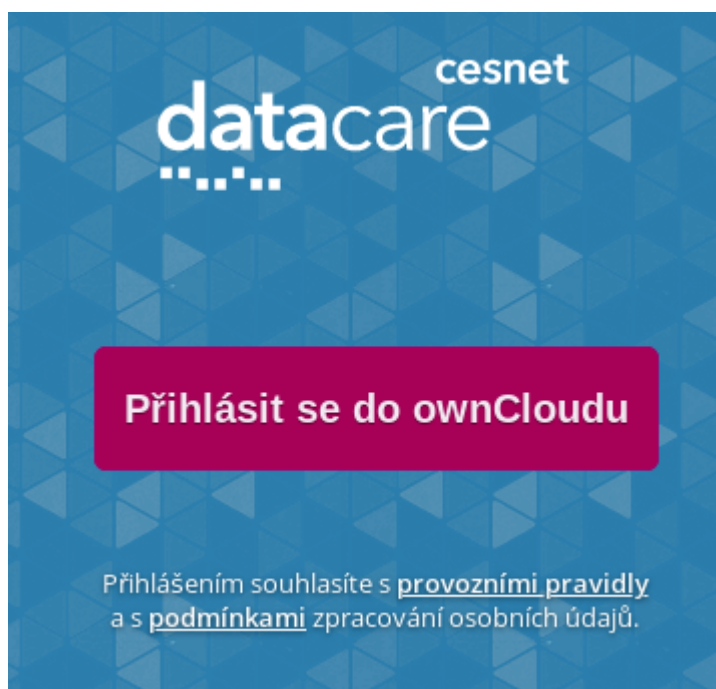 cesnet
datacare
Přihlásit se do ownCloudu
Přihlášením souhlasíte s provozními pravidly
a s podmínkami zpracování osobních údajů.